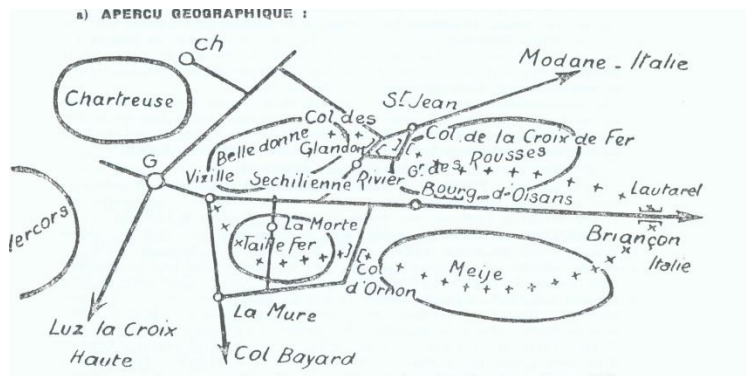 a) APERCU GEOGRAPHIQUE :
Ch
Modane - Italie
Chartreuse
St Jean
Col des
Glandon
Col de la Croix de Fer
Belledonne
G
Gd des Rousses
Vizille
Sechilienne
Rivier
Bourg-d'Oisans
Lautaret
Vercors
La Morte
Taille Fer
Briançon
Italie
Col
d'Ornon
Meije
La Mure
Luz la Croix
Haute
Col Bayard